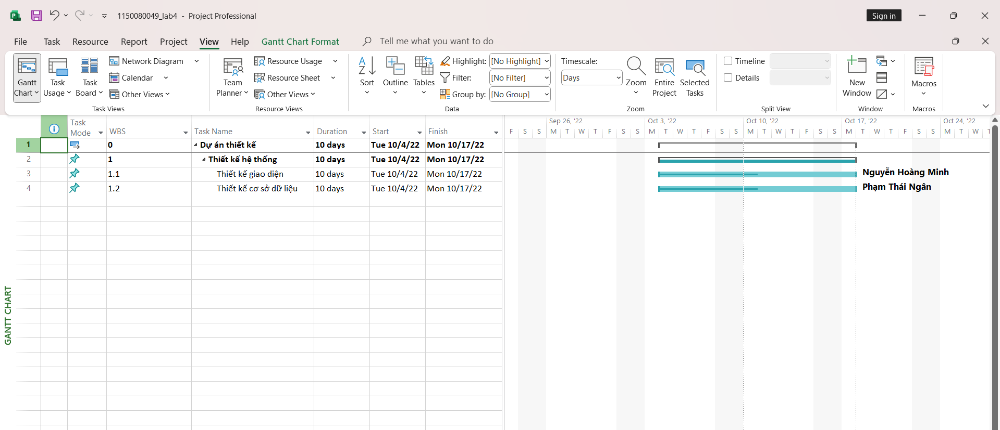 1150080049_lab4 - Project Professional
Sign in
File Task Resource Report Project View Help Gantt Chart Format Tell me what you want to do
Gantt Chart
Task Usage
Task Board
Network Diagram
Calendar
Other Views
Task Views
Team Planner
Resource Usage
Resource Sheet
Other Views
Resource Views
Sort
Outline
Tables
Highlight: [No Highlight]
Filter: [No Filter]
Group by: [No Group]
Data
Timescale:
Days
Zoom
Entire Project
Selected Tasks
Zoom
Timeline
Details
Split View
New Window
Window
Macros
Macros
Task Mode WBS Task Name Duration Start Finish
Sep 26, '22 Oct 3, '22 Oct 10, '22 Oct 17, '22 Oct 24, '22
F S S M T W T F S S M T W T F S S M T W T F S S M T W T F S S M T W T
1 0 Dự án thiết kế 10 days Tue 10/4/22 Mon 10/17/22
2 1 Thiết kế hệ thống 10 days Tue 10/4/22 Mon 10/17/22
3 1.1 Thiết kế giao diện 10 days Tue 10/4/22 Mon 10/17/22 Nguyễn Hoàng Minh
4 1.2 Thiết kế cơ sở dữ liệu 10 days Tue 10/4/22 Mon 10/17/22 Phạm Thái Ngân
GANTT CHART